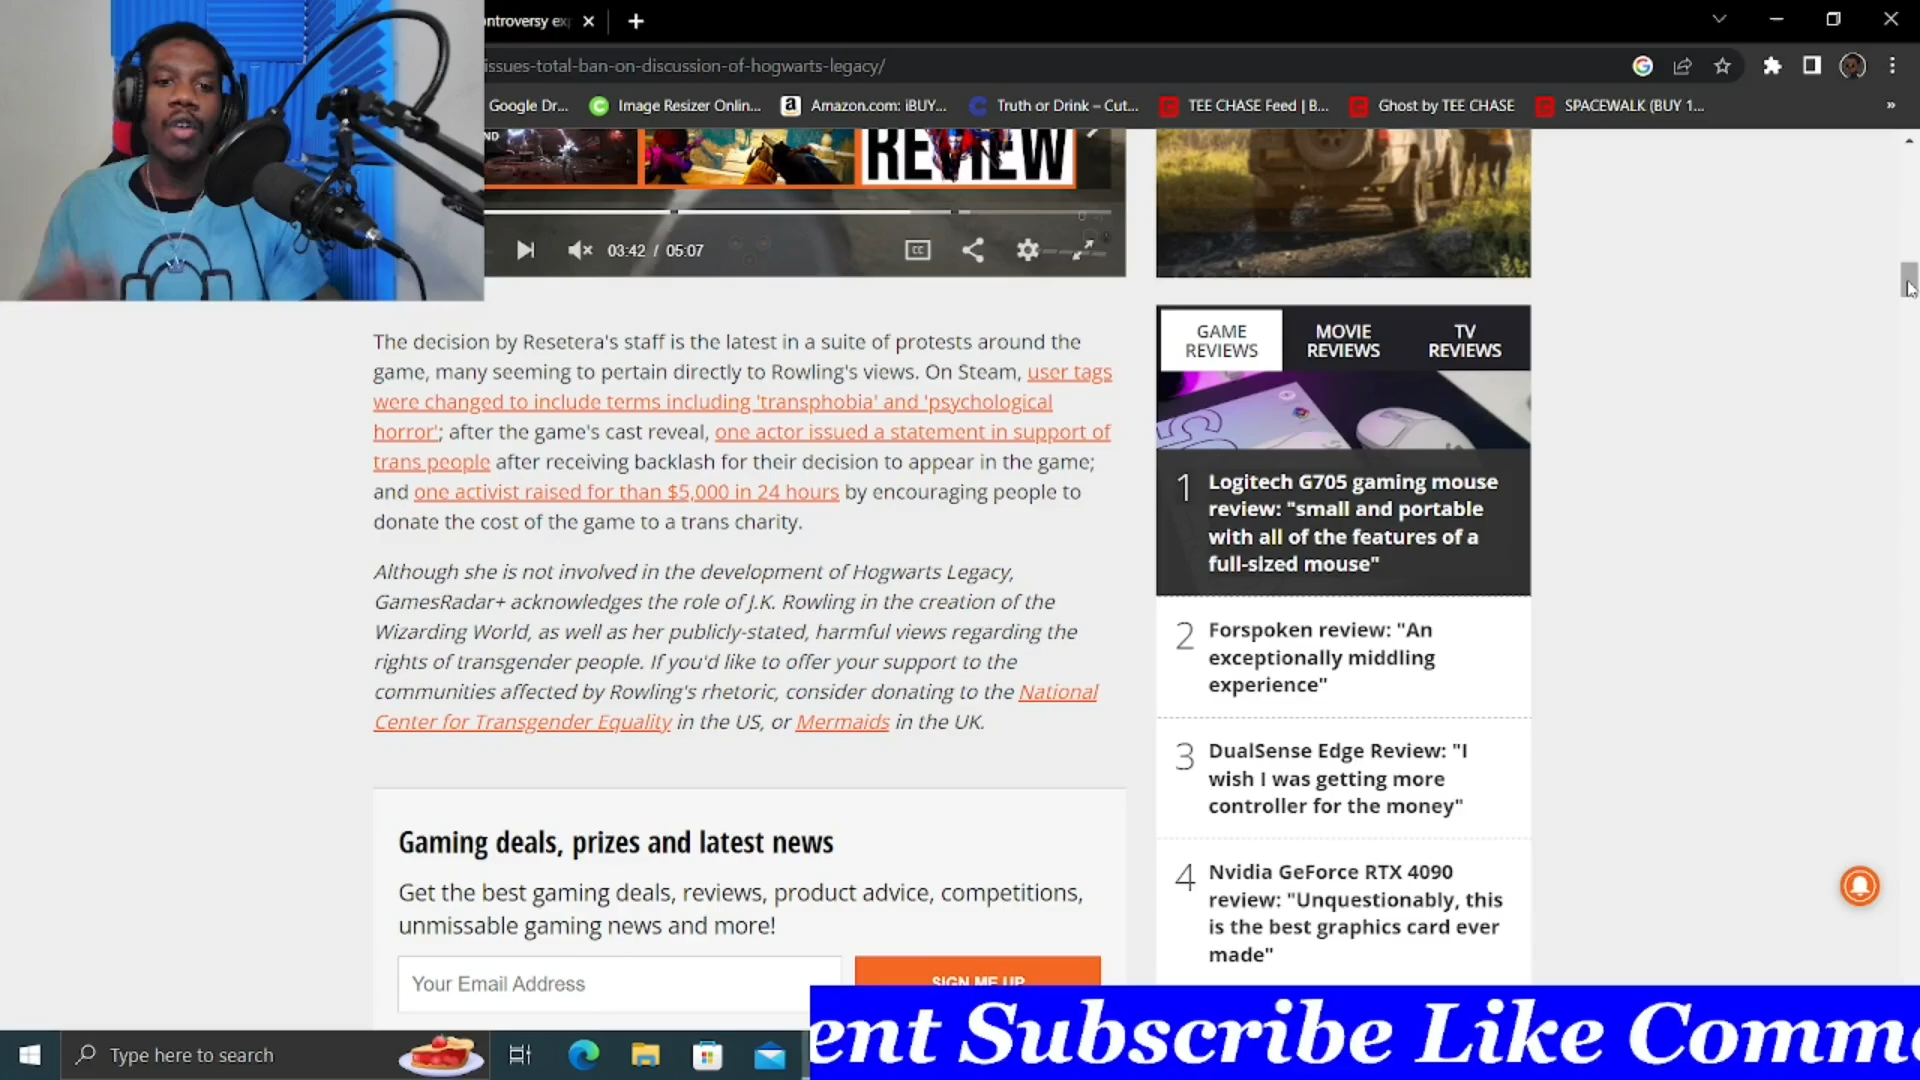 ontroversy ex
issues-total-ban-on-discussion-of-hogwarts-legacy/
Google Dr...
Image Resizer Onlin...
Amazon.com: iBUY...
Truth or Drink – Cut...
TEE CHASE Feed | B...
Ghost by TEE CHASE
SPACEWALK (BUY 1...
»
REVIEW
03:42 / 05:07
CC
The decision by Resetera's staff is the latest in a suite of protests around the
game, many seeming to pertain directly to Rowling's views. On Steam, user tags
were changed to include terms including 'transphobia' and 'psychological
horror'; after the game's cast reveal, one actor issued a statement in support of
trans people after receiving backlash for their decision to appear in the game;
and one activist raised for than $5,000 in 24 hours by encouraging people to
donate the cost of the game to a trans charity.
Although she is not involved in the development of Hogwarts Legacy,
GamesRadar+ acknowledges the role of J.K. Rowling in the creation of the
Wizarding World, as well as her publicly-stated, harmful views regarding the
rights of transgender people. If you'd like to offer your support to the
communities affected by Rowling's rhetoric, consider donating to the National
Center for Transgender Equality in the US, or Mermaids in the UK.
Gaming deals, prizes and latest news
Get the best gaming deals, reviews, product advice, competitions,
unmissable gaming news and more!
Your Email Address
SIGN ME UP
GAME
REVIEWS
MOVIE
REVIEWS
TV
REVIEWS
1
Logitech G705 gaming mouse
review: "small and portable
with all of the features of a
full-sized mouse"
2
Forspoken review: "An
exceptionally middling
experience"
3
DualSense Edge Review: "I
wish I was getting more
controller for the money"
4
Nvidia GeForce RTX 4090
review: "Unquestionably, this
is the best graphics card ever
made"
Type here to search
ent Subscribe Like Comme